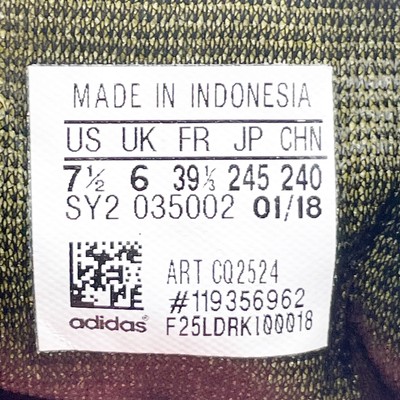 MADE IN INDONESIA
US UK FR JP CHN
7½ 6 39⅓ 245 240
SY2 035002 01/18
ART CQ2524
#119356962
adidas® F25LDRK100018